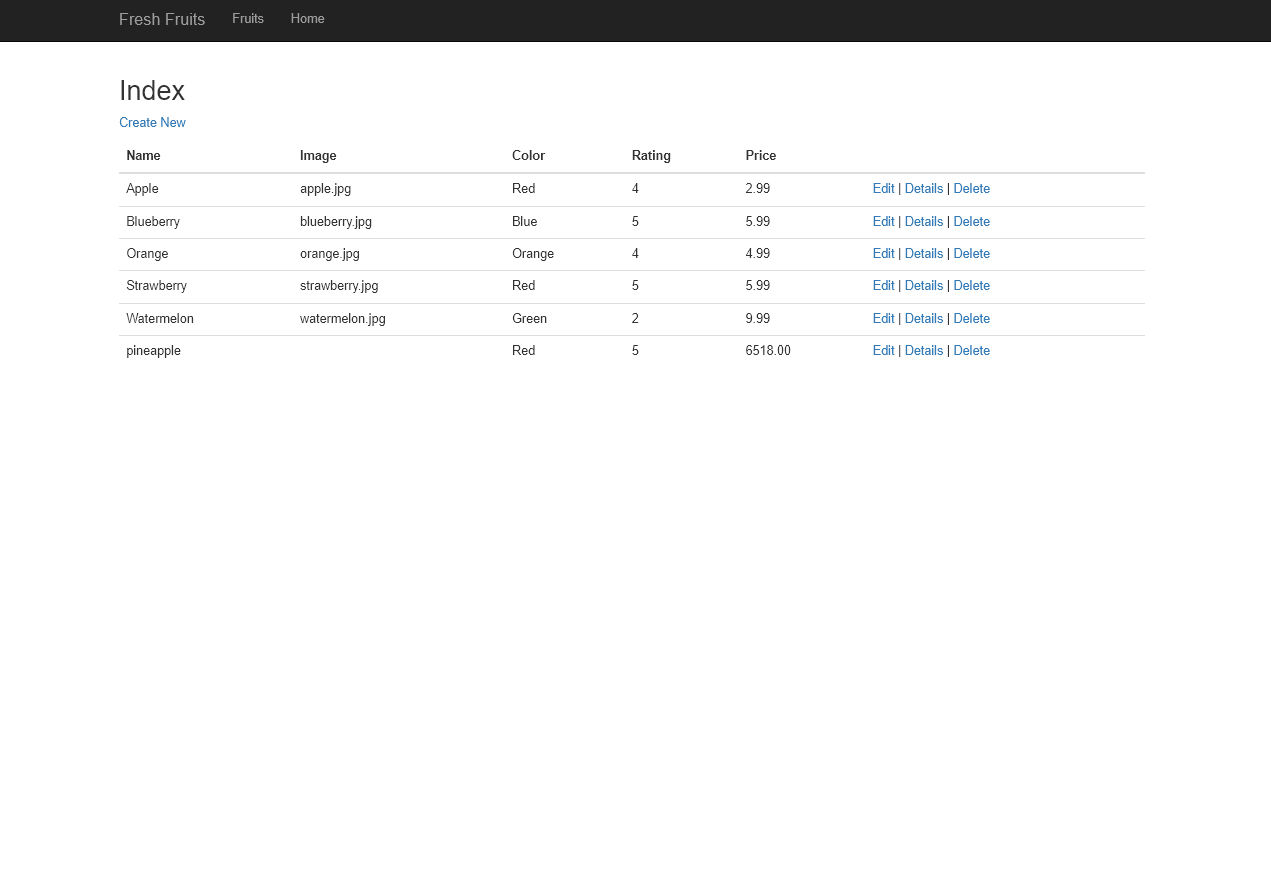 Fresh Fruits Fruits Home
Index
Create New
Name Image Color Rating Price
Apple apple.jpg Red 4 2.99 Edit | Details | Delete
Blueberry blueberry.jpg Blue 5 5.99 Edit | Details | Delete
Orange orange.jpg Orange 4 4.99 Edit | Details | Delete
Strawberry strawberry.jpg Red 5 5.99 Edit | Details | Delete
Watermelon watermelon.jpg Green 2 9.99 Edit | Details | Delete
pineapple Red 5 6518.00 Edit | Details | Delete